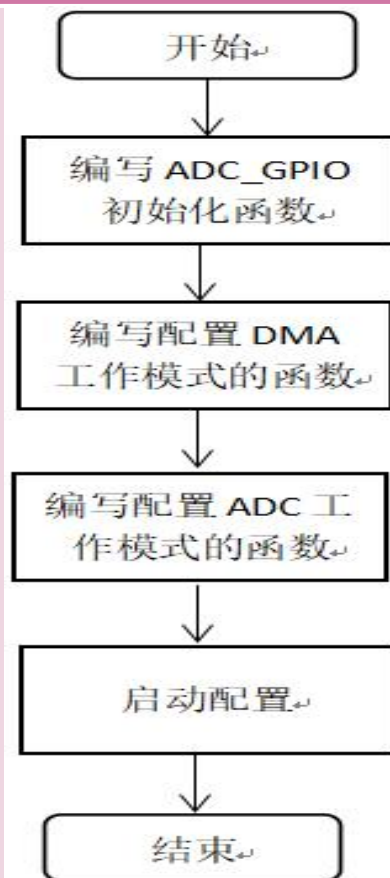 开始↵
编写 ADC_GPIO
初始化函数↵
编写配置 DMA
工作模式的函数↵
编写配置 ADC 工
作模式的函数↵
启动配置↵
结束↵